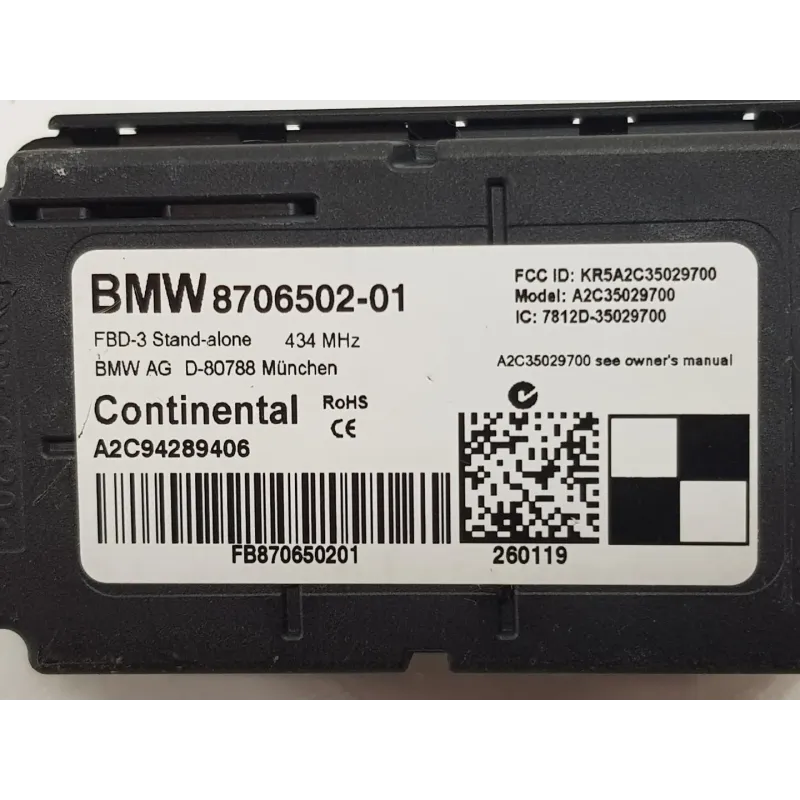 BMW 8706502-01
FBD-3 Stand-alone 434 MHz
BMW AG D-80788 München
Continental RoHS
CE
A2C94289406
FB870650201
FCC ID: KR5A2C35029700
Model: A2C35029700
IC: 7812D-35029700
A2C35029700 see owner's manual
260119